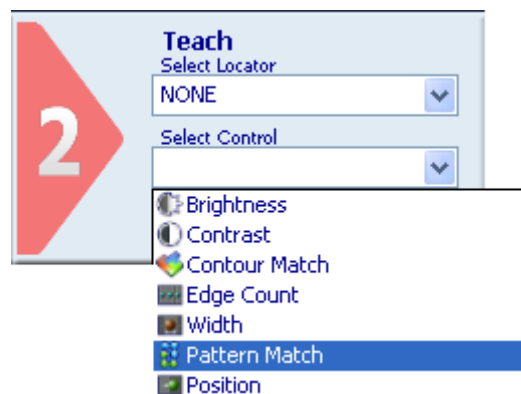 2
Teach
Select Locator
NONE
Select Control
Brightness
Contrast
Contour Match
Edge Count
Width
Pattern Match
Position